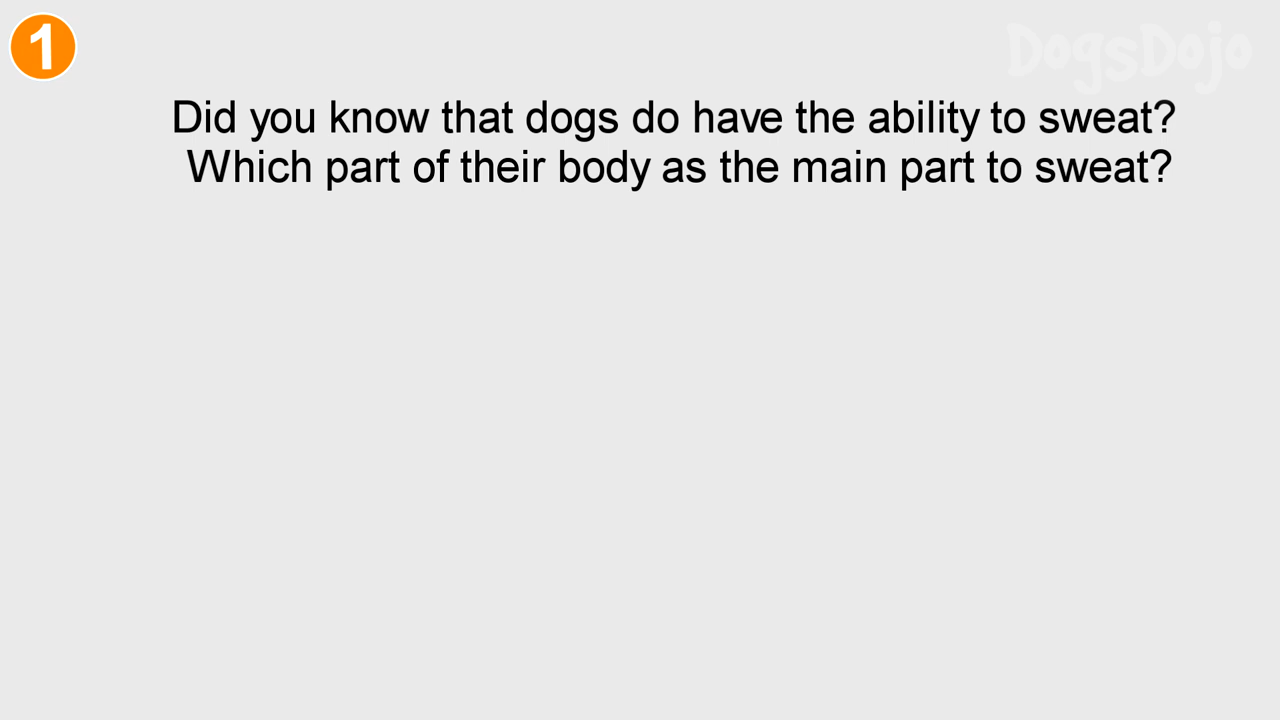 1
DogsDojo
Did you know that dogs do have the ability to sweat?
Which part of their body as the main part to sweat?